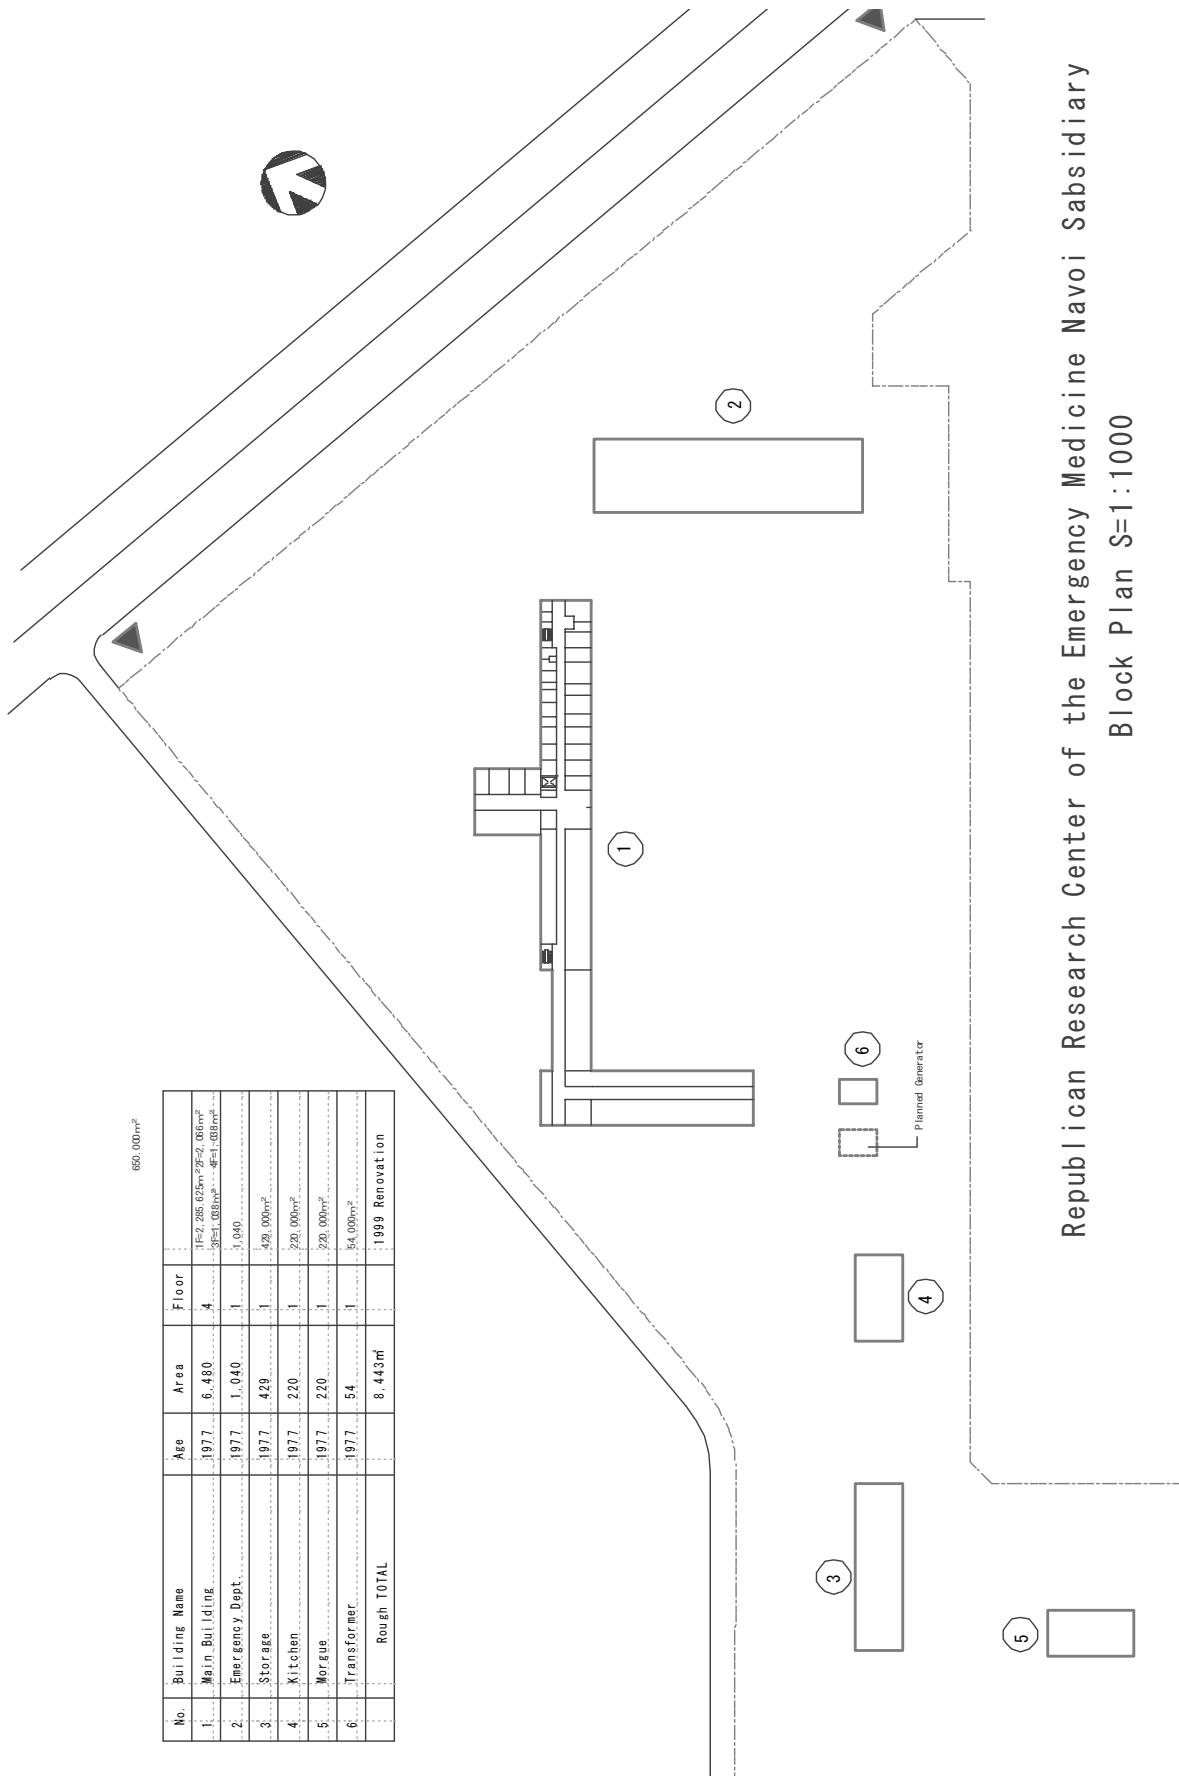 650.000m²
No. Building Name Age Area Floor
1 Main Building 1977 6.480 4 1F=2,285.625m² 2F=2,066m²
3F=1,038m² 4F=1,038m²
2 Emergency Dept. 1977 1.040 1 1,040
3 Storage 1977 429 1 429.000m²
4 Kitchen 1977 220 1 220.000m²
5 Morgue 1977 220 1 220.000m²
6 Transformer 1977 54 1 54.000m²
Rough TOTAL 8,443㎡ 1999 Renovation
1
2
3
4
5
6
Planned Generator
Republican Research Center of the Emergency Medicine Navoi Sabsidiary
Block Plan S=1:1000